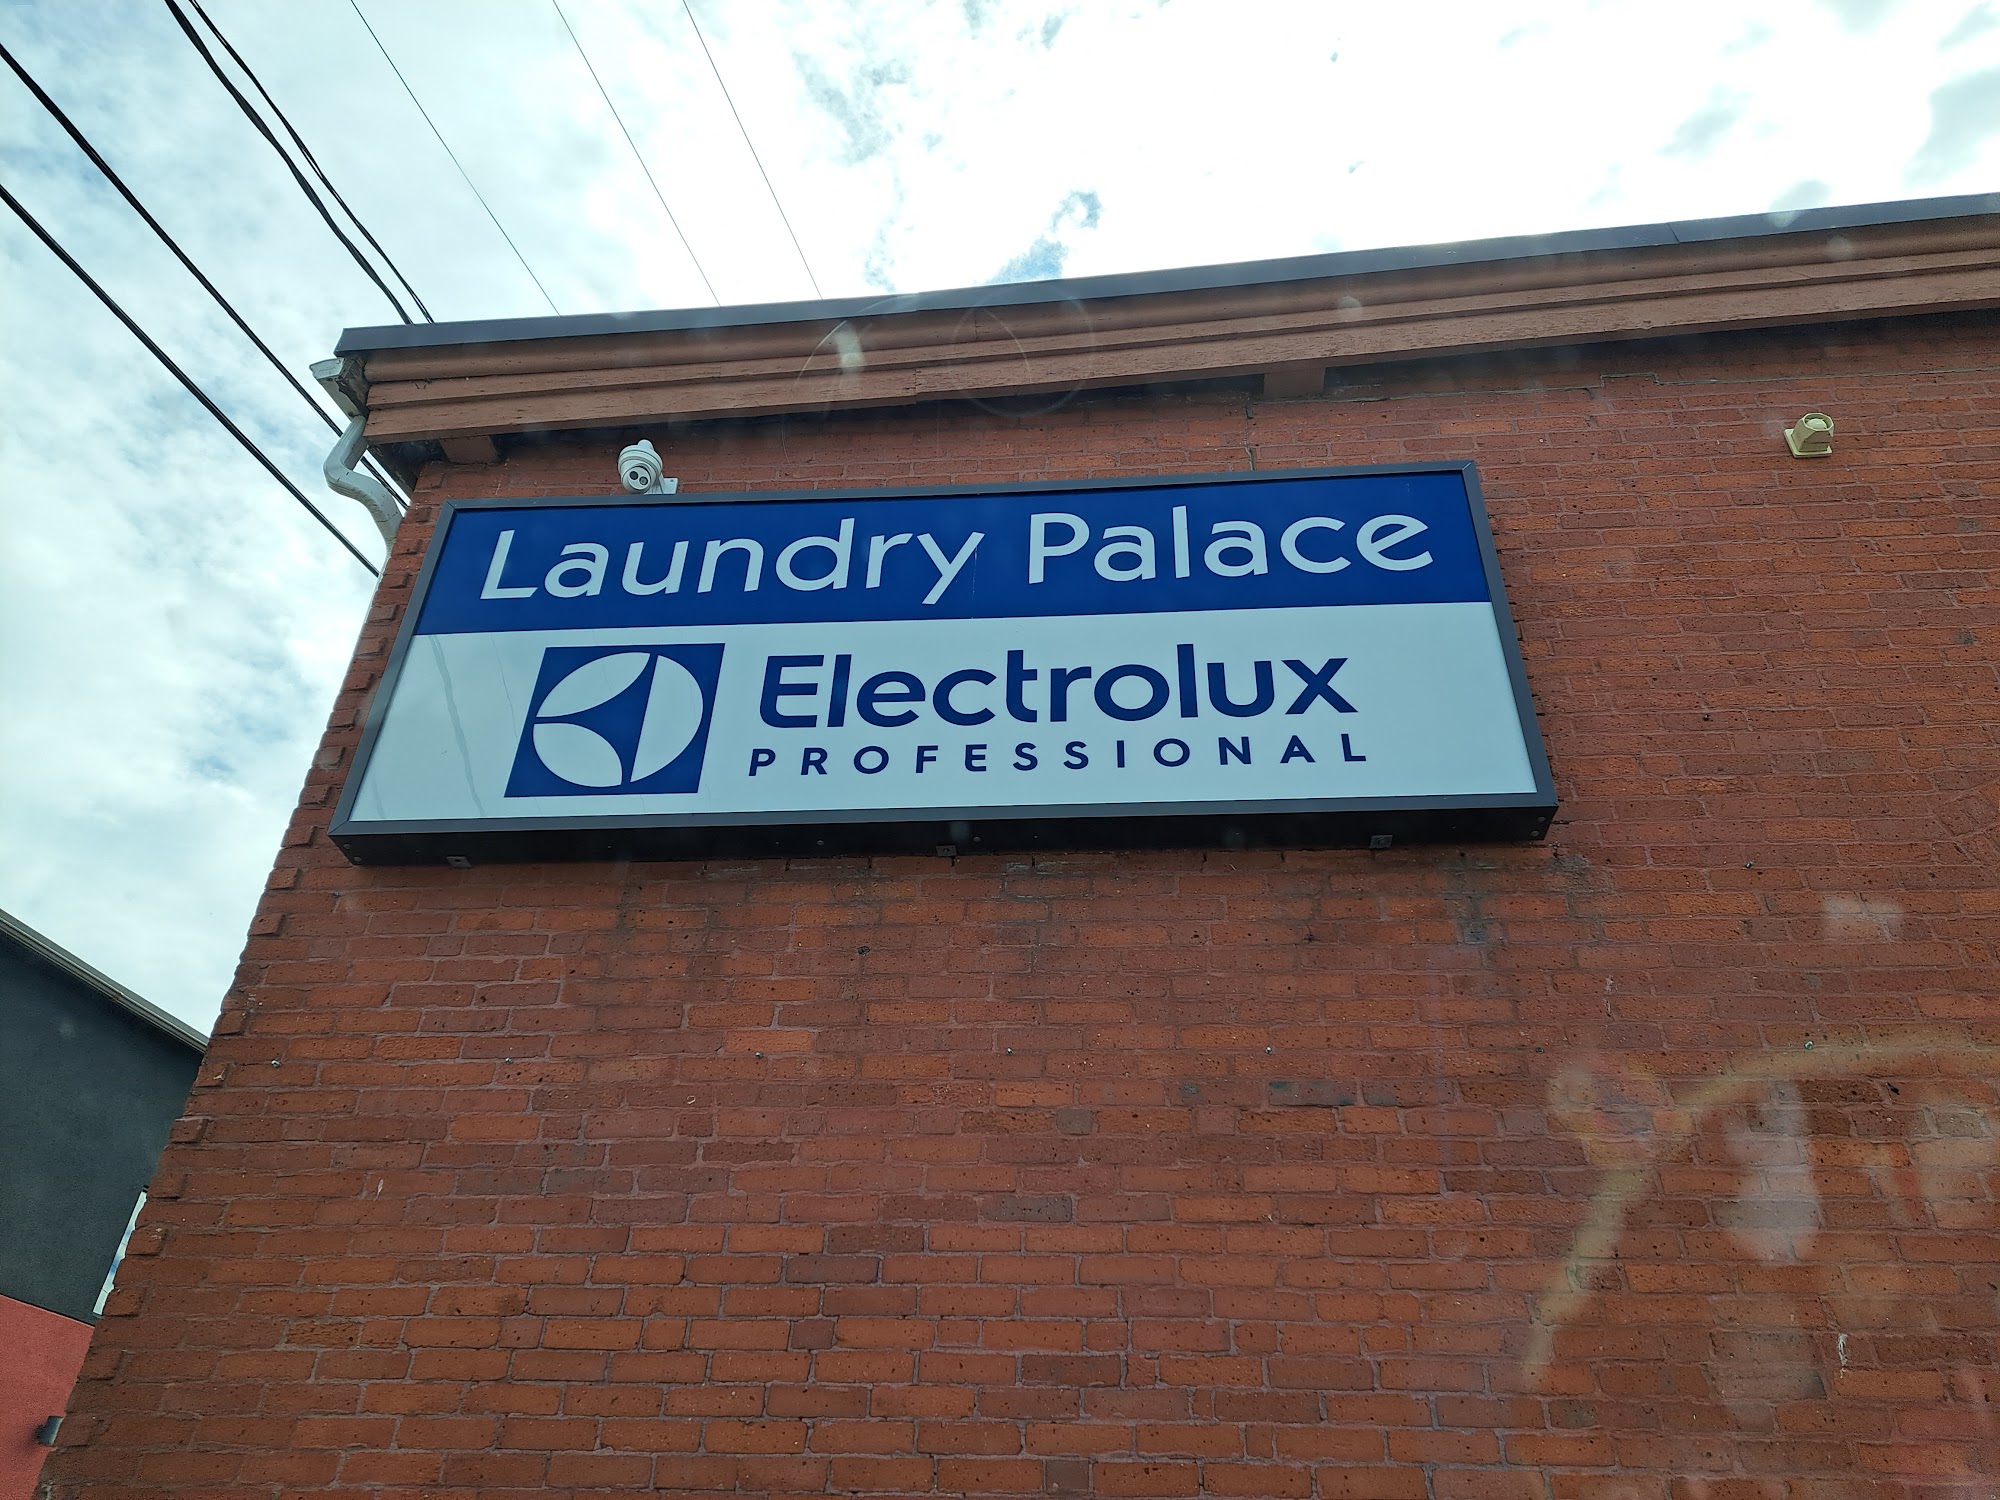 Laundry Palace
Electrolux
PROFESSIONAL